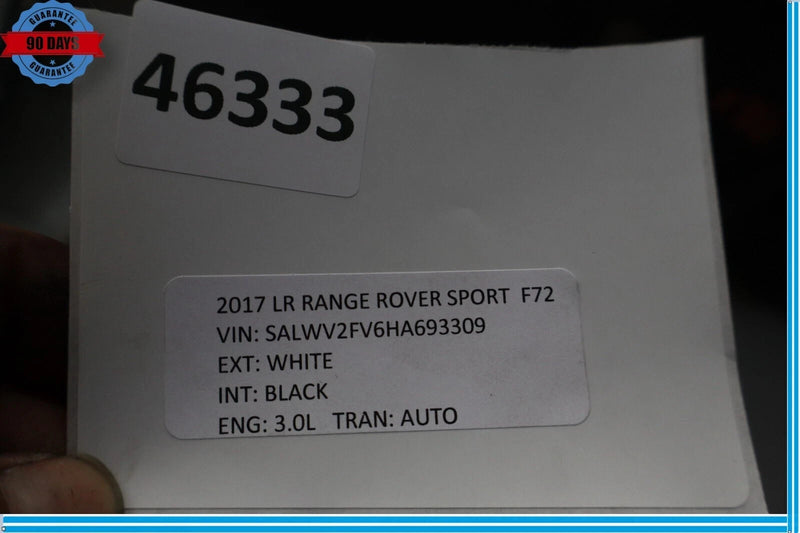 GUARANTEE
90 DAYS
GUARANTEE
46333
2017 LR RANGE ROVER SPORT F72
VIN: SALWV2FV6HA693309
EXT: WHITE
INT: BLACK
ENG: 3.0L TRAN: AUTO